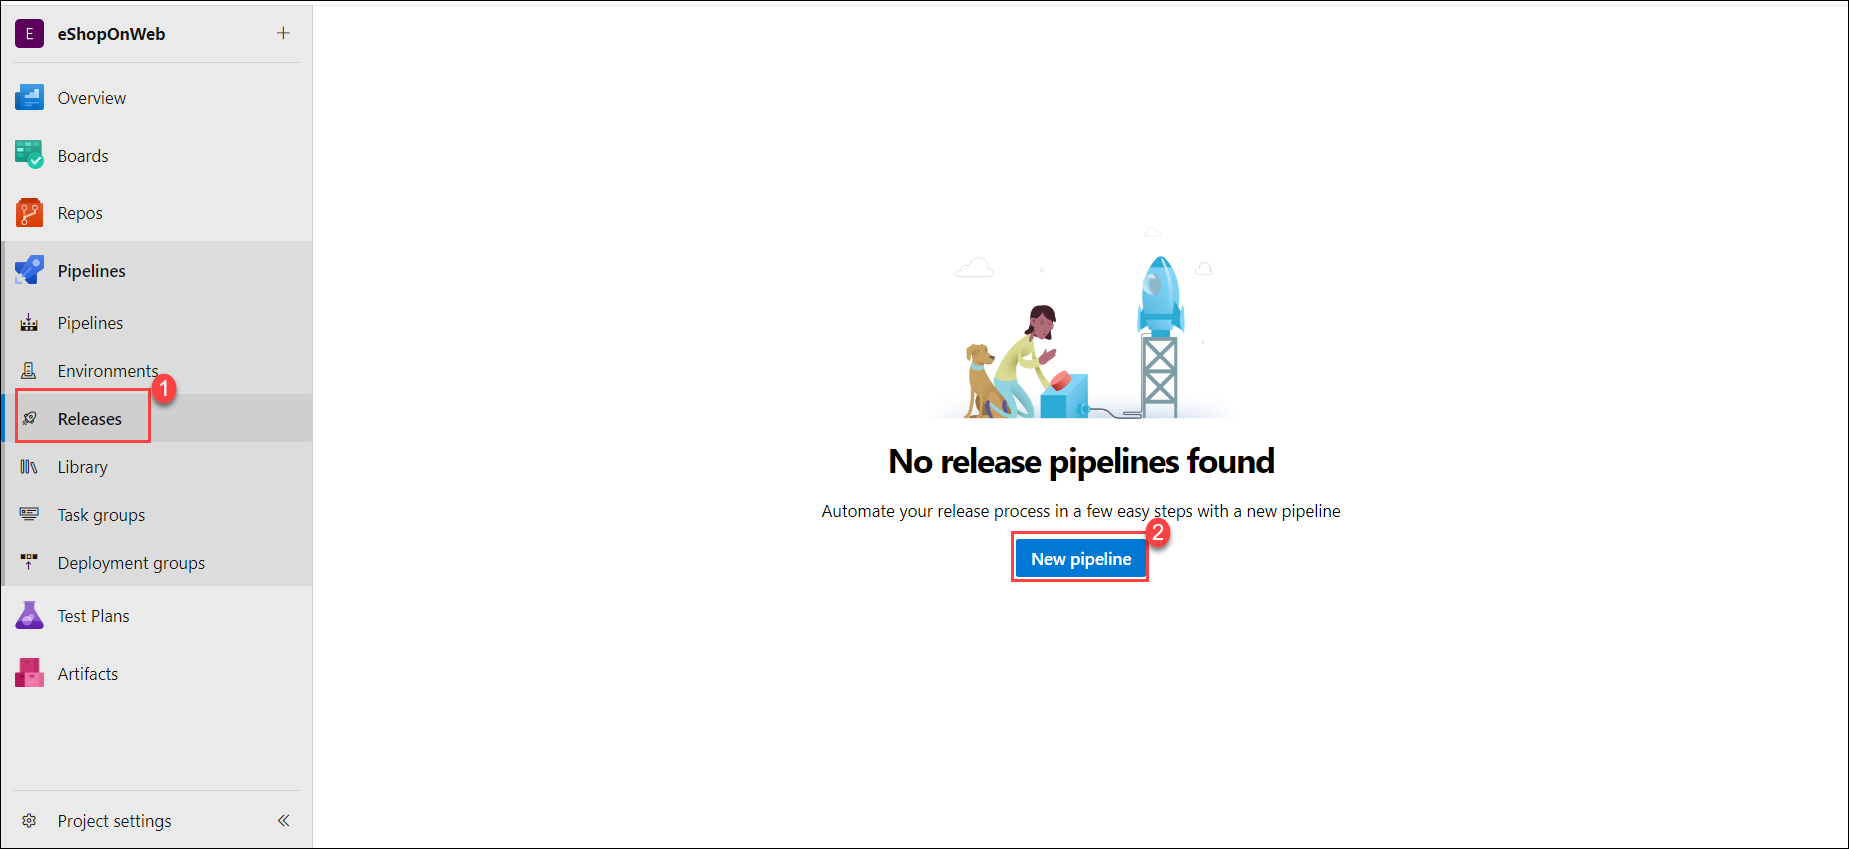 E eShopOnWeb +
Overview
Boards
Repos
Pipelines
Pipelines
Environments
1
Releases
Library
Task groups
Deployment groups
Test Plans
Artifacts
Project settings
No release pipelines found
Automate your release process in a few easy steps with a new pipeline
2
New pipeline